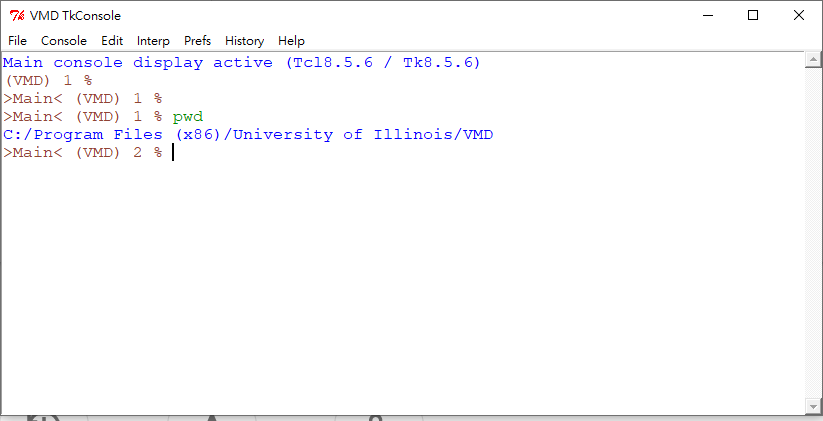 VMD TkConsole
File Console Edit Interp Prefs History Help
Main console display active (Tcl8.5.6 / Tk8.5.6)
(VMD) 1 %
>Main< (VMD) 1 %
>Main< (VMD) 1 % pwd
C:/Program Files (x86)/University of Illinois/VMD
>Main< (VMD) 2 %